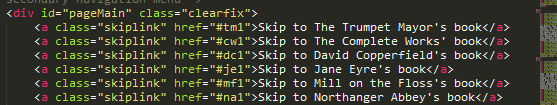 secondary navigation menu
<div id="pageMain" class="clearfix">
<a class="skiplink" href="#tm1">Skip to The Trumpet Mayor's book</a>
<a class="skiplink" href="#cw1">Skip to The Complete Works' book</a>
<a class="skiplink" href="#dc1">Skip to David Copperfield's book</a>
<a class="skiplink" href="#je1">Skip to Jane Eyre's book</a>
<a class="skiplink" href="#mf1">Skip to Mill on the Floss's book</a>
<a class="skiplink" href="#na1">Skip to Northanger Abbey's book</a>